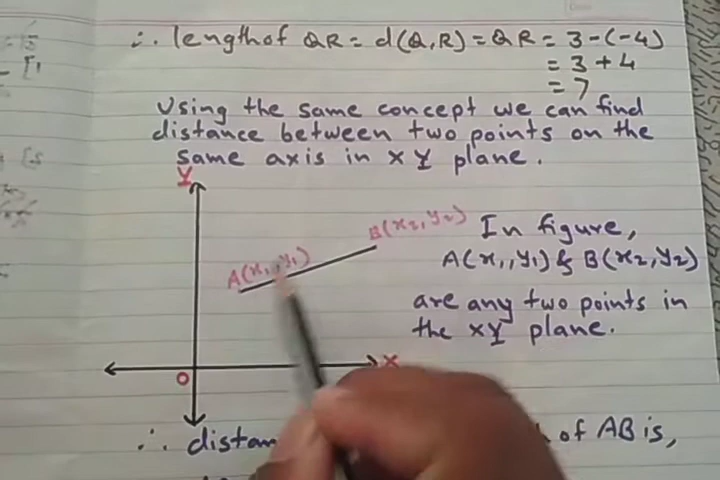 ∴ length of QR = d(Q,R) = QR = 3-(-4)
= 3 + 4
= 7
Using the same concept we can find
distance between two points on the
same axis in XY plane.
Y
B(x₂,y₂)
A(x₁,y₁)
In figure,
A(x₁,y₁) & B(x₂,y₂)
are any two points in
the XY plane.
X
O
∴ distan of AB is,